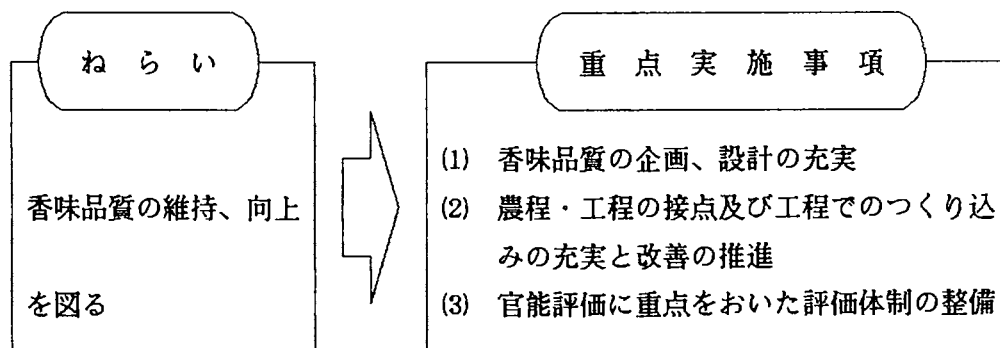 ねらい
香味品質の維持、向上
を図る
重点実施事項
(1) 香味品質の企画、設計の充実
(2) 農程・工程の接点及び工程でのつくり込
みの充実と改善の推進
(3) 官能評価に重点をおいた評価体制の整備